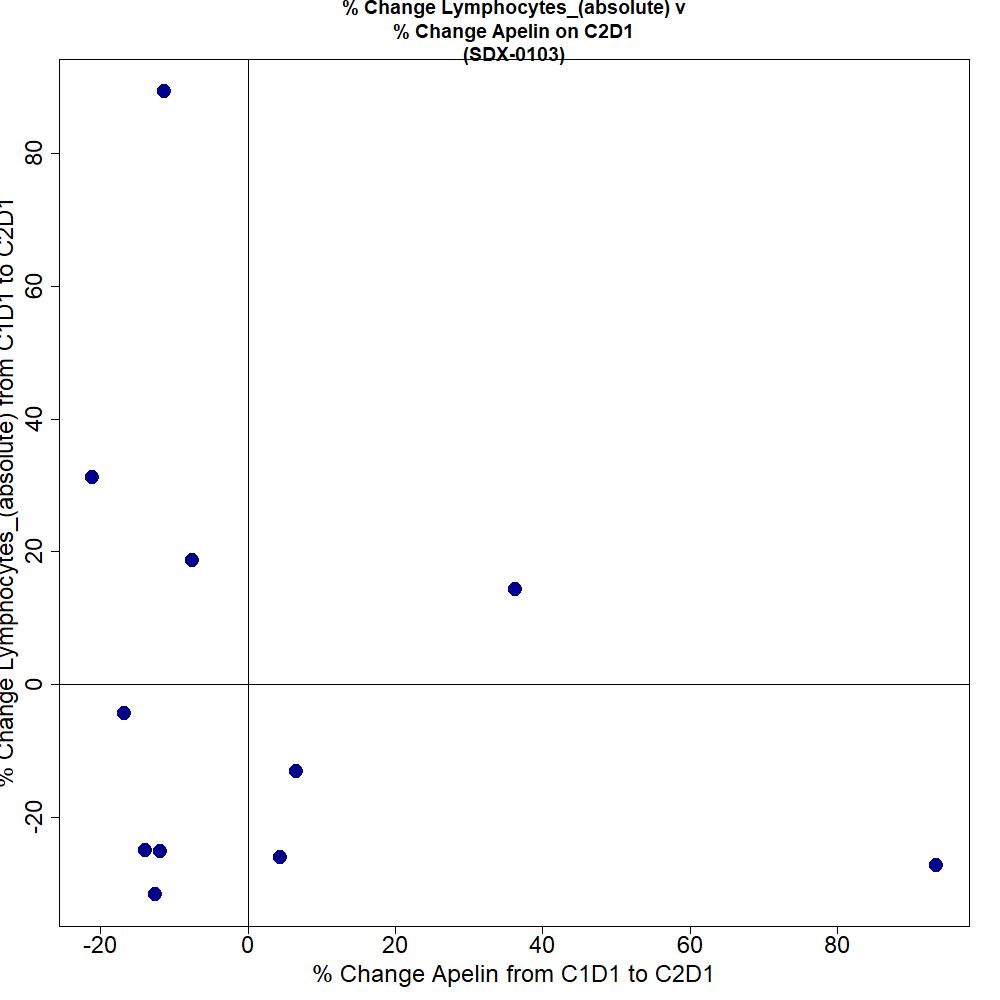 % Change Lymphocytes_(absolute) v
% Change Apelin on C2D1
(SDX-0103)
% Change Lymphocytes_(absolute) from C1D1 to C2D1
80
60
40
20
0
-20
-20 0 20 40 60 80
% Change Apelin from C1D1 to C2D1